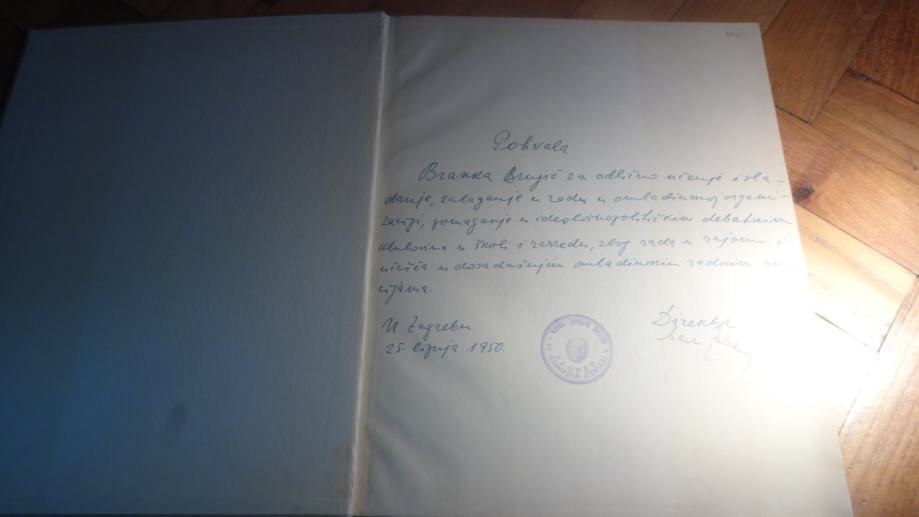 Pohvala
Branka Brujić za odlično učenje i vla-
danje, zalaganje u radu u omladinskoj organi-
zaciji, pomaganje u ideološkopolitičkim debatnim
klubovima u školi i razredu, zbog rada u rajonu i
učešća u dosadašnjim omladinskim radnim ak-
cijama.
U Zagrebu
25. lipnja 1950.
Direktor
ZAGREB